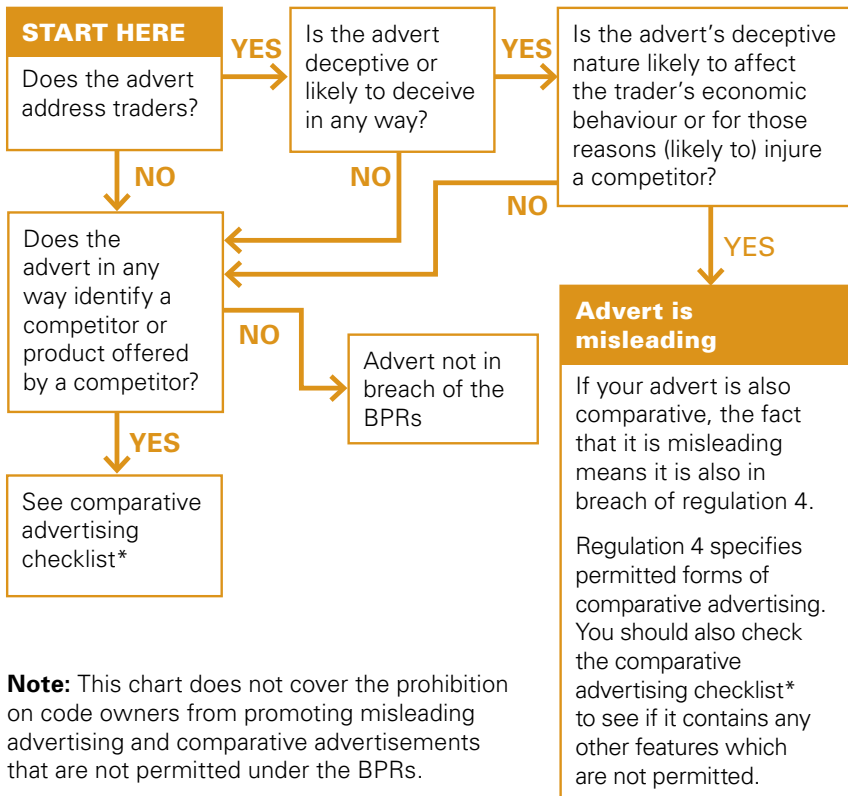 START HERE
Does the advert
address traders?
YES
Is the advert
deceptive or
likely to deceive
in any way?
YES
Is the advert’s deceptive
nature likely to affect
the trader’s economic
behaviour or for those
reasons (likely to) injure
a competitor?
NO
NO
NO
Does the
advert in any
way identify a
competitor or
product offered
by a competitor?
NO
Advert not in
breach of the
BPRs
YES
See comparative
advertising
checklist*
YES
Advert is
misleading
If your advert is also
comparative, the fact
that it is misleading
means it is also in
breach of regulation 4.
Regulation 4 specifies
permitted forms of
comparative advertising.
You should also check
the comparative
advertising checklist*
to see if it contains any
other features which
are not permitted.
Note: This chart does not cover the prohibition
on code owners from promoting misleading
advertising and comparative advertisements
that are not permitted under the BPRs.